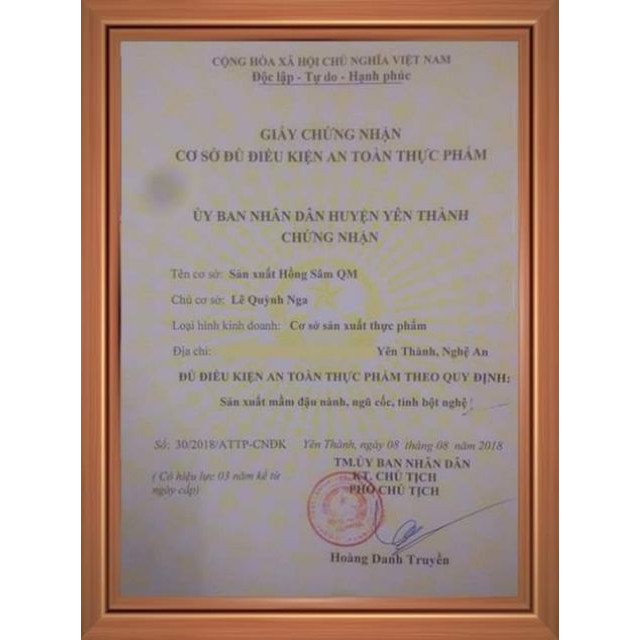 CỘNG HÒA XÃ HỘI CHỦ NGHĨA VIỆT NAM
Độc lập - Tự do - Hạnh phúc
GIẤY CHỨNG NHẬN
CƠ SỞ ĐỦ ĐIỀU KIỆN AN TOÀN THỰC PHẨM
ỦY BAN NHÂN DÂN HUYỆN YÊN THÀNH
CHỨNG NHẬN
Tên cơ sở: Sản xuất Hồng Sâm QM
Chủ cơ sở: Lê Quỳnh Nga
Loại hình kinh doanh: Cơ sở sản xuất thực phẩm
Địa chỉ: Yên Thành, Nghệ An
ĐỦ ĐIỀU KIỆN AN TOÀN THỰC PHẨM THEO QUY ĐỊNH:
Sản xuất mầm đậu nành, ngũ cốc, tinh bột nghệ
Số: 30/2018/ATTP-CNĐK Yên Thành, ngày 08 tháng 08 năm 2018
TM.ỦY BAN NHÂN DÂN
(Có hiệu lực 03 năm kể từ KT. CHỦ TỊCH
ngày cấp) PHÓ CHỦ TỊCH
Hoàng Danh Truyền